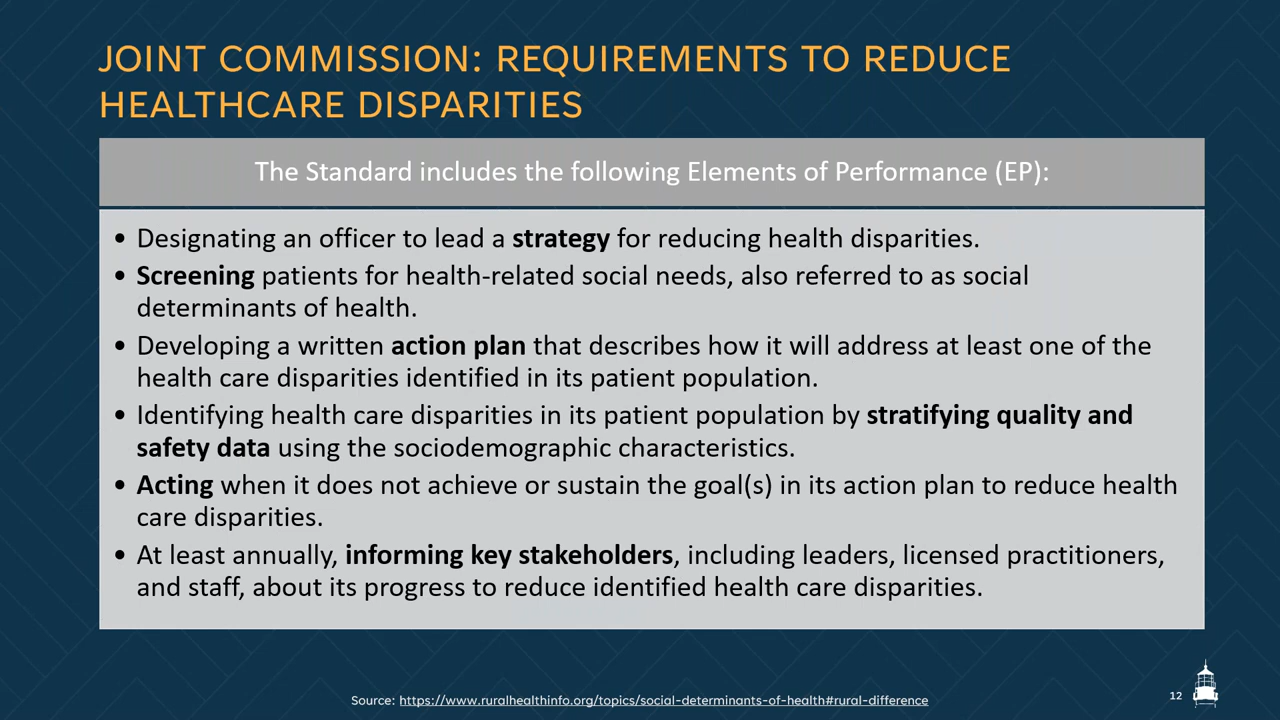 JOINT COMMISSION: REQUIREMENTS TO REDUCE
HEALTHCARE DISPARITIES
The Standard includes the following Elements of Performance (EP):
• Designating an officer to lead a strategy for reducing health disparities.
• Screening patients for health-related social needs, also referred to as social
determinants of health.
• Developing a written action plan that describes how it will address at least one of the
health care disparities identified in its patient population.
• Identifying health care disparities in its patient population by stratifying quality and
safety data using the sociodemographic characteristics.
• Acting when it does not achieve or sustain the goal(s) in its action plan to reduce health
care disparities.
• At least annually, informing key stakeholders, including leaders, licensed practitioners,
and staff, about its progress to reduce identified health care disparities.
Source: https://www.ruralhealthinfo.org/topics/social-determinants-of-health#rural-difference
12